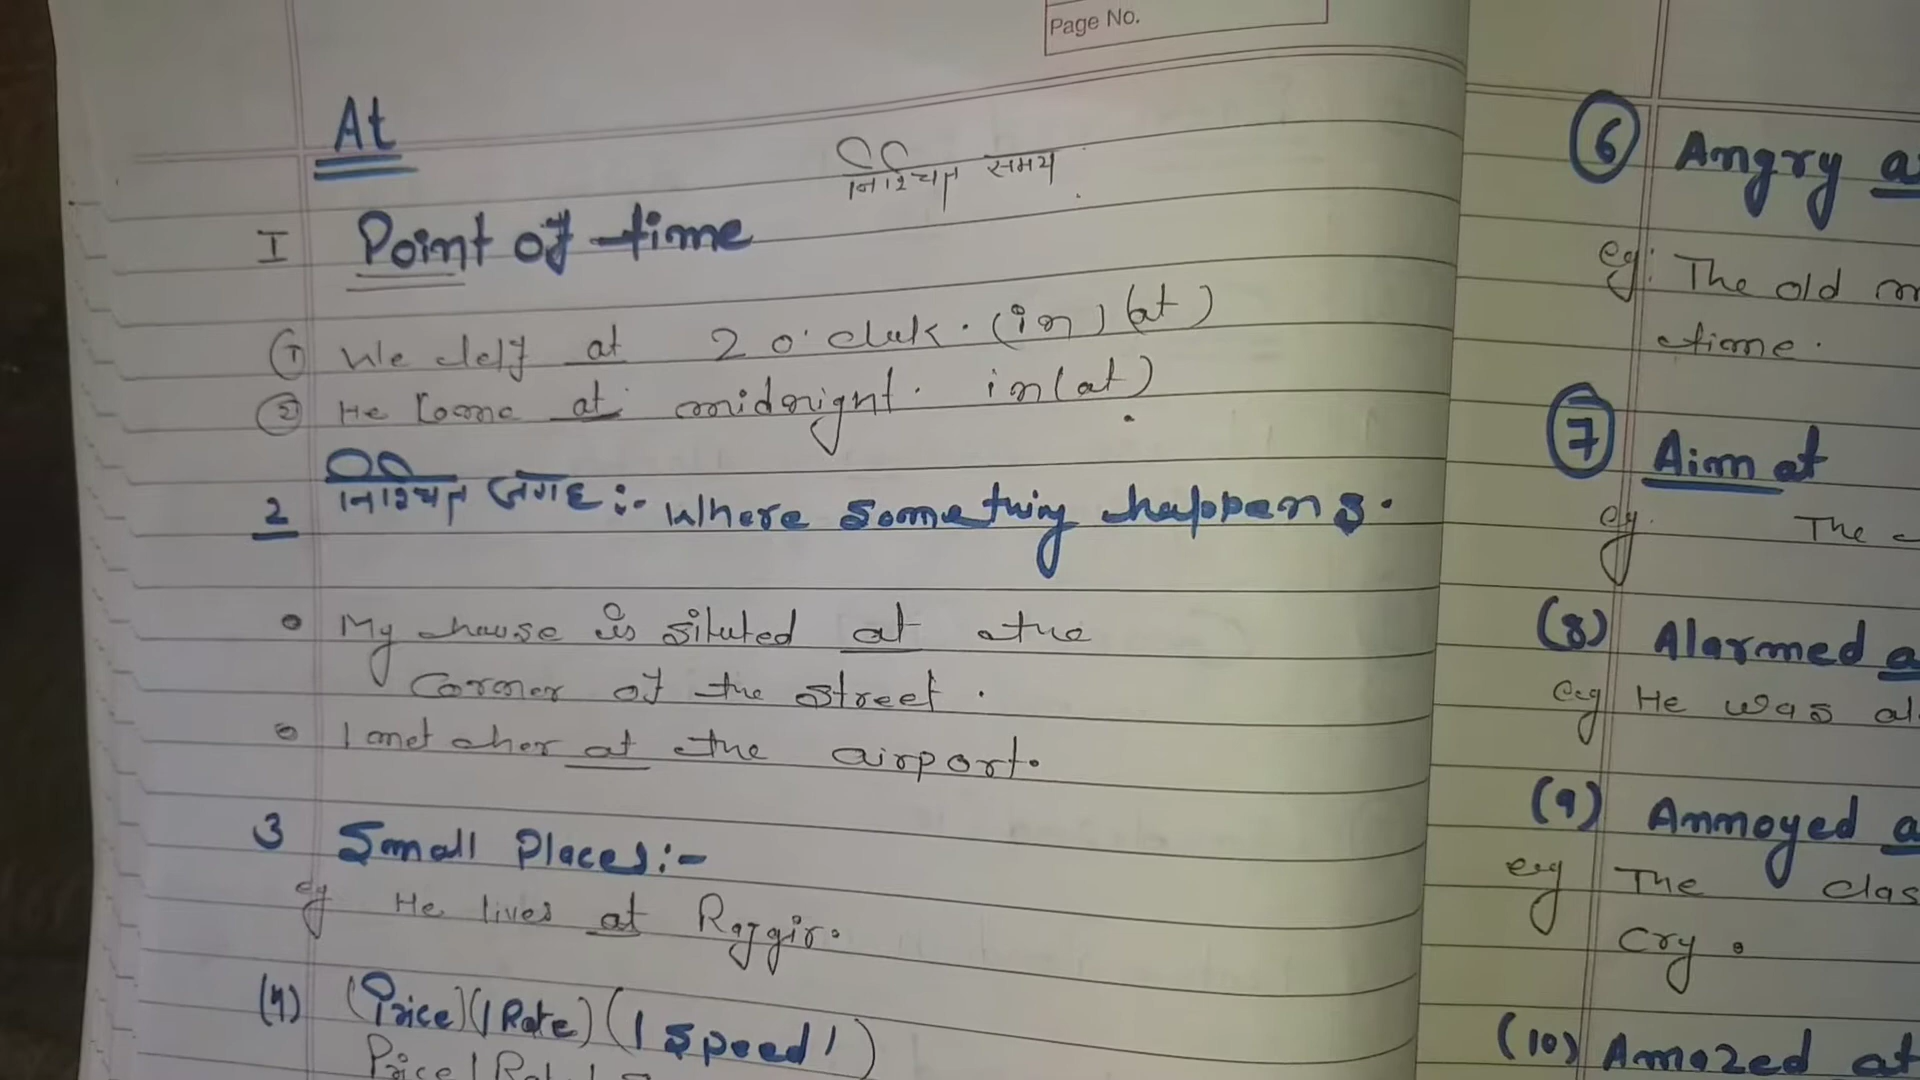 Page No.
At
निश्चित समय
I Point of time
① We left at 2 o'clock. (in) (at)
② He came at midnight. in (at)
2 निश्चित जगह :- Where something happens.
• My house is situted at the
corner of the street.
• I met her at the airport.
3 Small Places :-
eg He lives at Rajgir.
(4) (Price) (Rate) (Speed)
Price
⑥ Angry
eg: The old
time.
⑦ Aim at
eg. The
(8) Alarmed
eg He was
(9) Annoyed
eg The
Cry.
(10) Amazed at